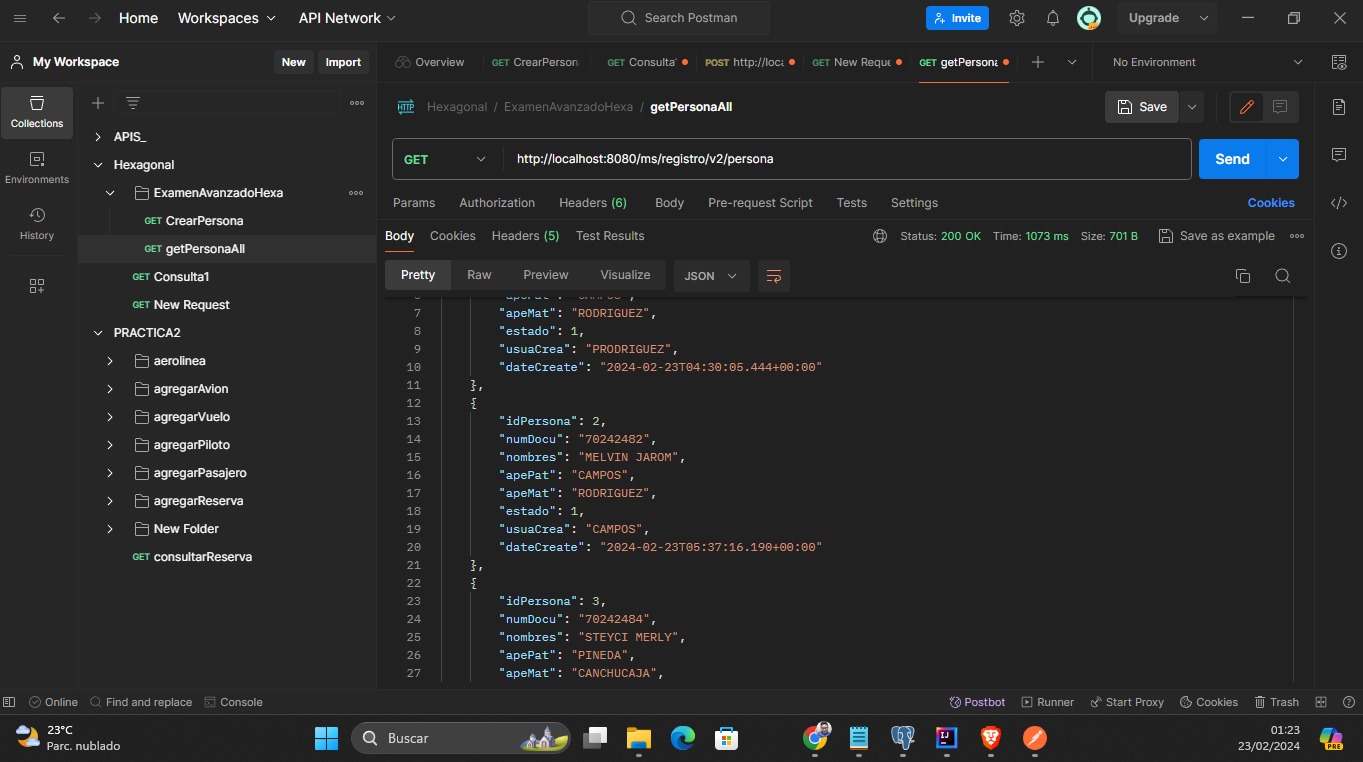 Home Workspaces API Network Search Postman Invite Upgrade
My Workspace New Import Overview GET CrearPerson GET Consulta POST http://loca GET New Reque GET getPersona No Environment
Collections
Environments
History
APIS_
Hexagonal
ExamenAvanzadoHexa
GET CrearPersona
GET getPersonaAll
GET Consulta1
GET New Request
PRACTICA2
aerolinea
agregarAvion
agregarVuelo
agregarPiloto
agregarPasajero
agregarReserva
New Folder
GET consultarReserva
HTTP Hexagonal / ExamenAvanzadoHexa / getPersonaAll Save
GET http://localhost:8080/ms/registro/v2/persona Send
Params Authorization Headers (6) Body Pre-request Script Tests Settings Cookies
Body Cookies Headers (5) Test Results Status: 200 OK Time: 1073 ms Size: 701 B Save as example
Pretty Raw Preview Visualize JSON
6 "apePat": "CAMPOS",
7 "apeMat": "RODRIGUEZ",
8 "estado": 1,
9 "usuaCrea": "PRODRIGUEZ",
10 "dateCreate": "2024-02-23T04:30:05.444+00:00"
11 },
12 {
13 "idPersona": 2,
14 "numDocu": "70242482",
15 "nombres": "MELVIN JAROM",
16 "apePat": "CAMPOS",
17 "apeMat": "RODRIGUEZ",
18 "estado": 1,
19 "usuaCrea": "CAMPOS",
20 "dateCreate": "2024-02-23T05:37:16.190+00:00"
21 },
22 {
23 "idPersona": 3,
24 "numDocu": "70242484",
25 "nombres": "STEYCI MERLY",
26 "apePat": "PINEDA",
27 "apeMat": "CANCHUCAJA",
Online Find and replace Console Postbot Runner Start Proxy Cookies Trash
23°C
Parc. nublado
Buscar
01:23
23/02/2024
PRE